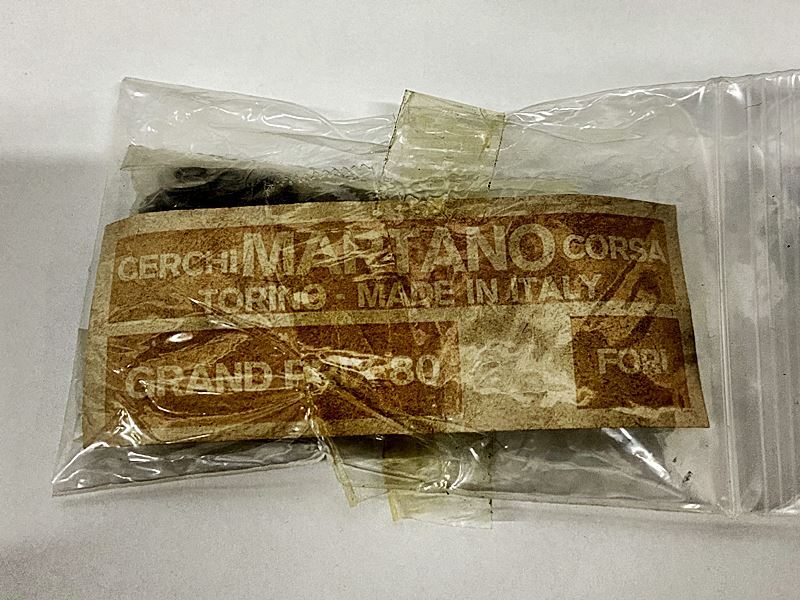 CERCHI MARTANO CORSA
TORINO - MADE IN ITALY
GRAND 80 FORI